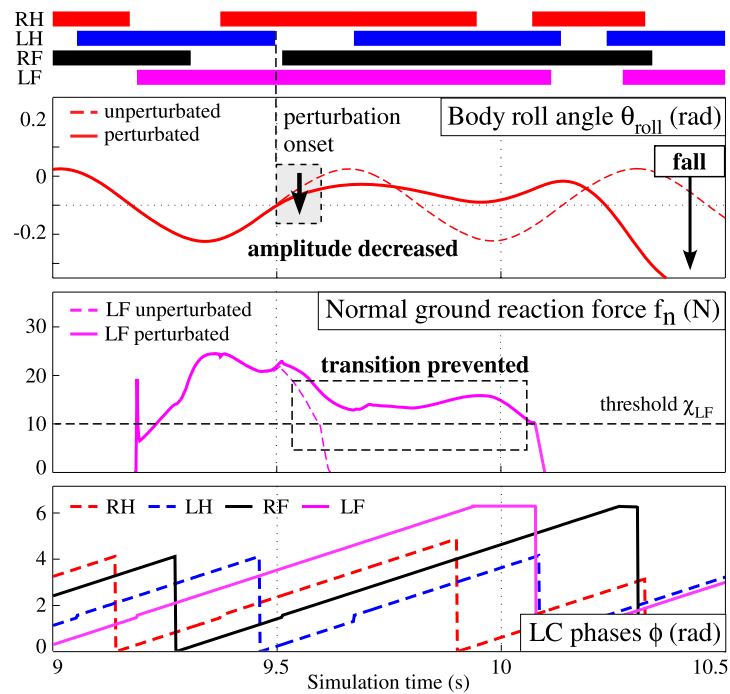 RH
LH
RF
LF
unperturbated
perturbated
perturbation
onset
Body roll angle θroll (rad)
0.2
0
-0.2
fall
amplitude decreased
LF unperturbated
LF perturbated
Normal ground reaction force fn (N)
30
20
10
0
transition prevented
threshold χLF
RH LH RF LF
6
4
2
0
LC phases ϕ (rad)
9 9.5 10 10.5
Simulation time (s)